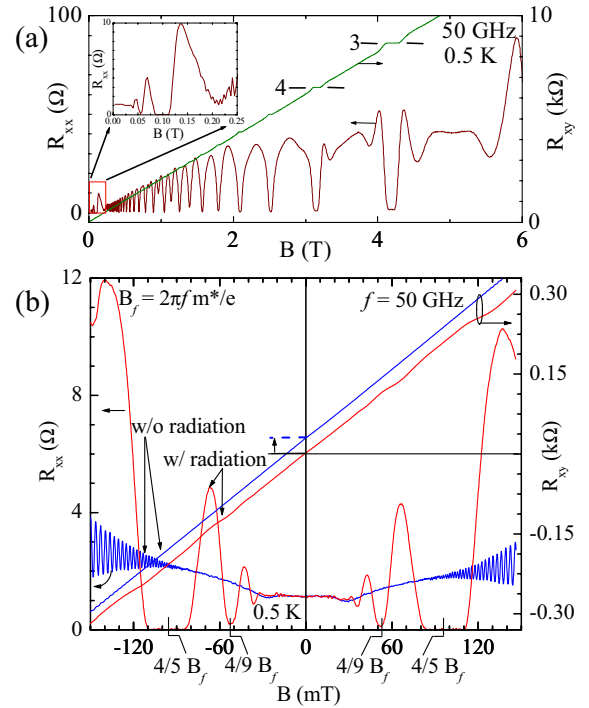 (a)
50 GHz
0.5 K
3
4
R_xx (Ω)
100
0
R_xy (kΩ)
10
0
0 2 4 6
B (T)
R_xx (Ω)
10
0
0.00 0.05 0.10 0.15 0.20 0.25
B (T)
(b)
B_f = 2πf m*/e
f = 50 GHz
w/o radiation
w/ radiation
0.5 K
R_xx (Ω)
12
8
4
0
R_xy (kΩ)
0.30
0.15
0.00
-0.15
-0.30
-120 -60 0 60 120
4/5 B_f 4/9 B_f 4/9 B_f 4/5 B_f
B (mT)